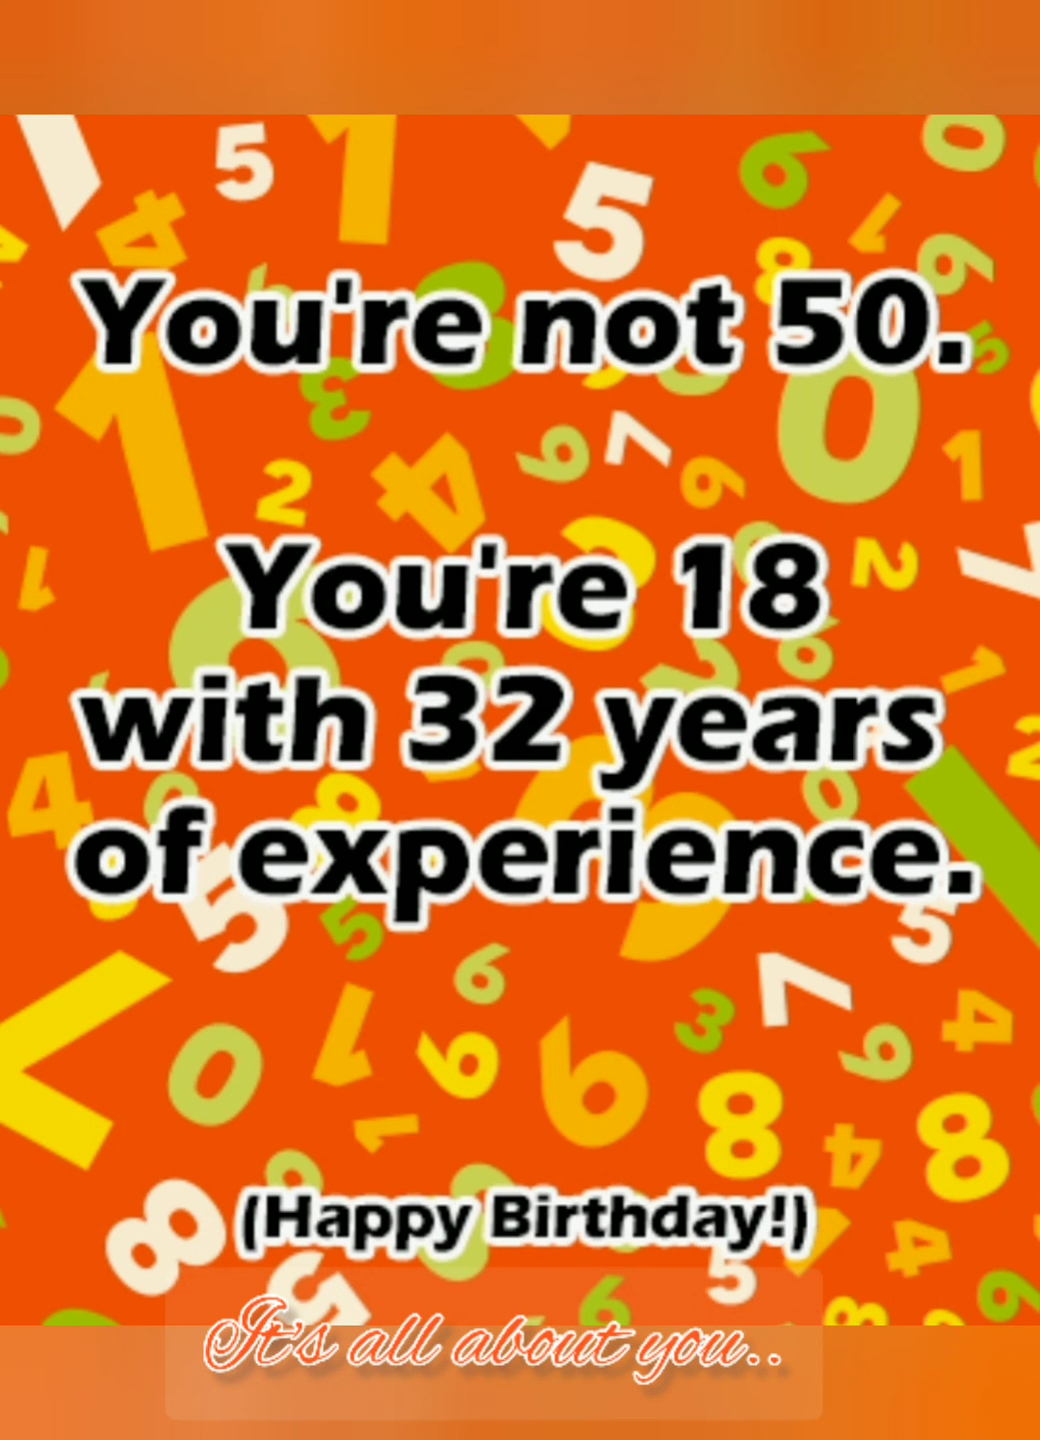 You're not 50.
You're 18
with 32 years
of experience.
(Happy Birthday!)
It's all about you..